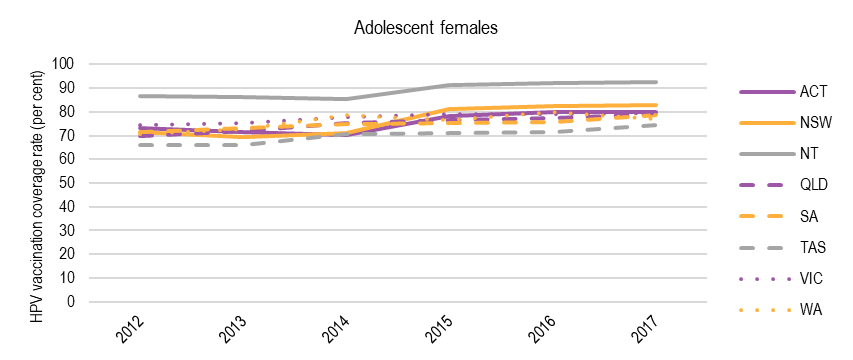 Adolescent females
HPV vaccination coverage rate (per cent)
100
90
80
70
60
50
40
30
20
10
0
2012
2013
2014
2015
2016
2017
ACT
NSW
NT
QLD
SA
TAS
VIC
WA